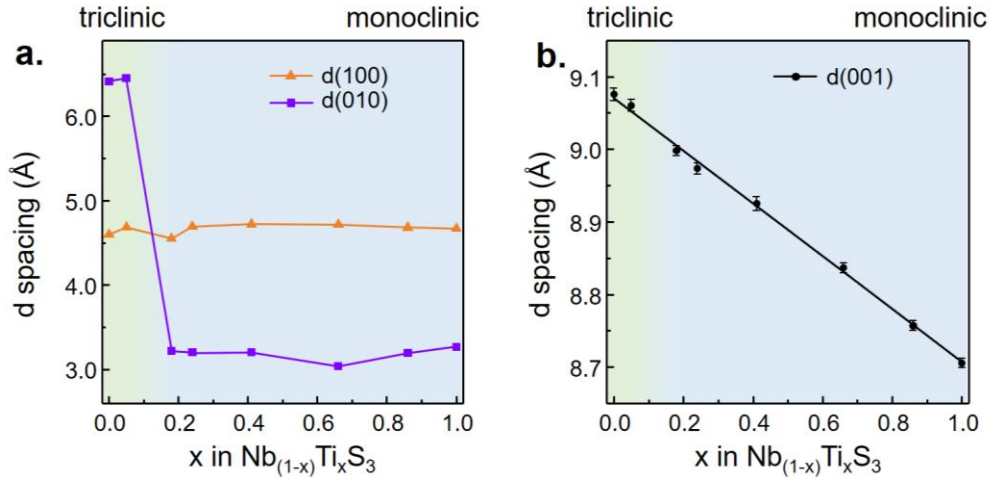 triclinic monoclinic
a.
d(100)
d(010)
d spacing (Å)
6.0
5.0
4.0
3.0
0.0 0.2 0.4 0.6 0.8 1.0
x in Nb(1-x)TixS3
triclinic monoclinic
b.
d(001)
d spacing (Å)
9.1
9.0
8.9
8.8
8.7
0.0 0.2 0.4 0.6 0.8 1.0
x in Nb(1-x)TixS3